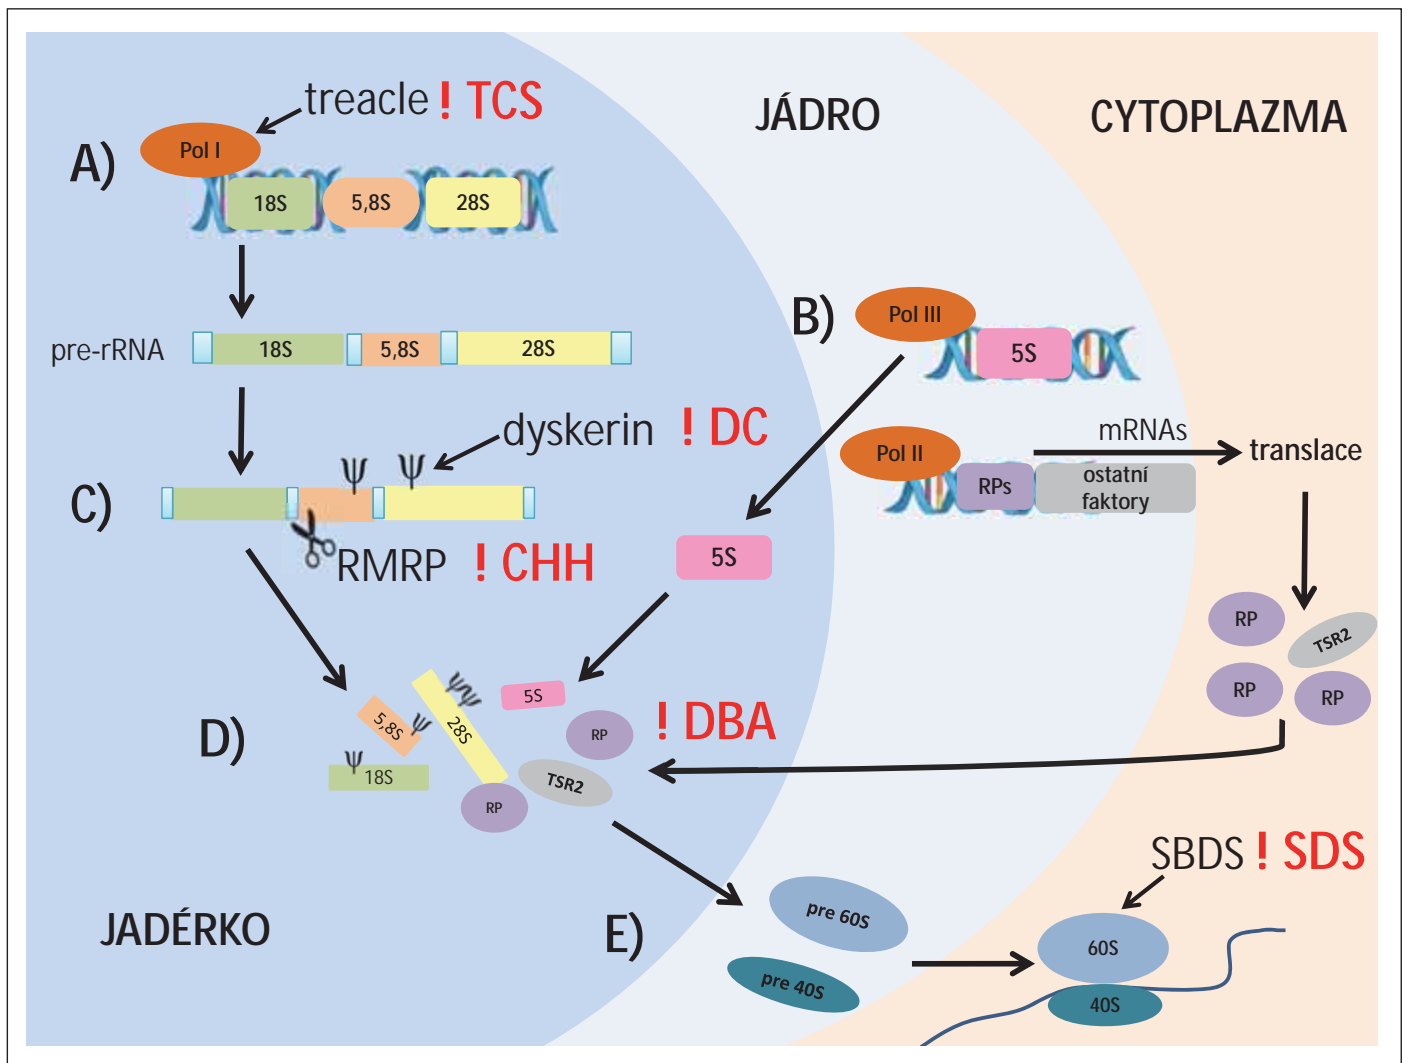 treacle ! TCS
JÁDRO
CYTOPLAZMA
A)
Pol I
18S
5,8S
28S
B)
Pol III
5S
pre-rRNA
18S
5,8S
28S
dyskerin ! DC
Pol II
mRNAs
translace
RPs
ostatní
faktory
ψ
ψ
C)
RMRP ! CHH
5S
RP
TSR2
RP
RP
D)
5,8S
ψ
28S
ψψ
5S
RP
! DBA
ψ
18S
TSR2
RP
SBDS ! SDS
JADÉRKO
E)
pre 60S
pre 40S
60S
40S